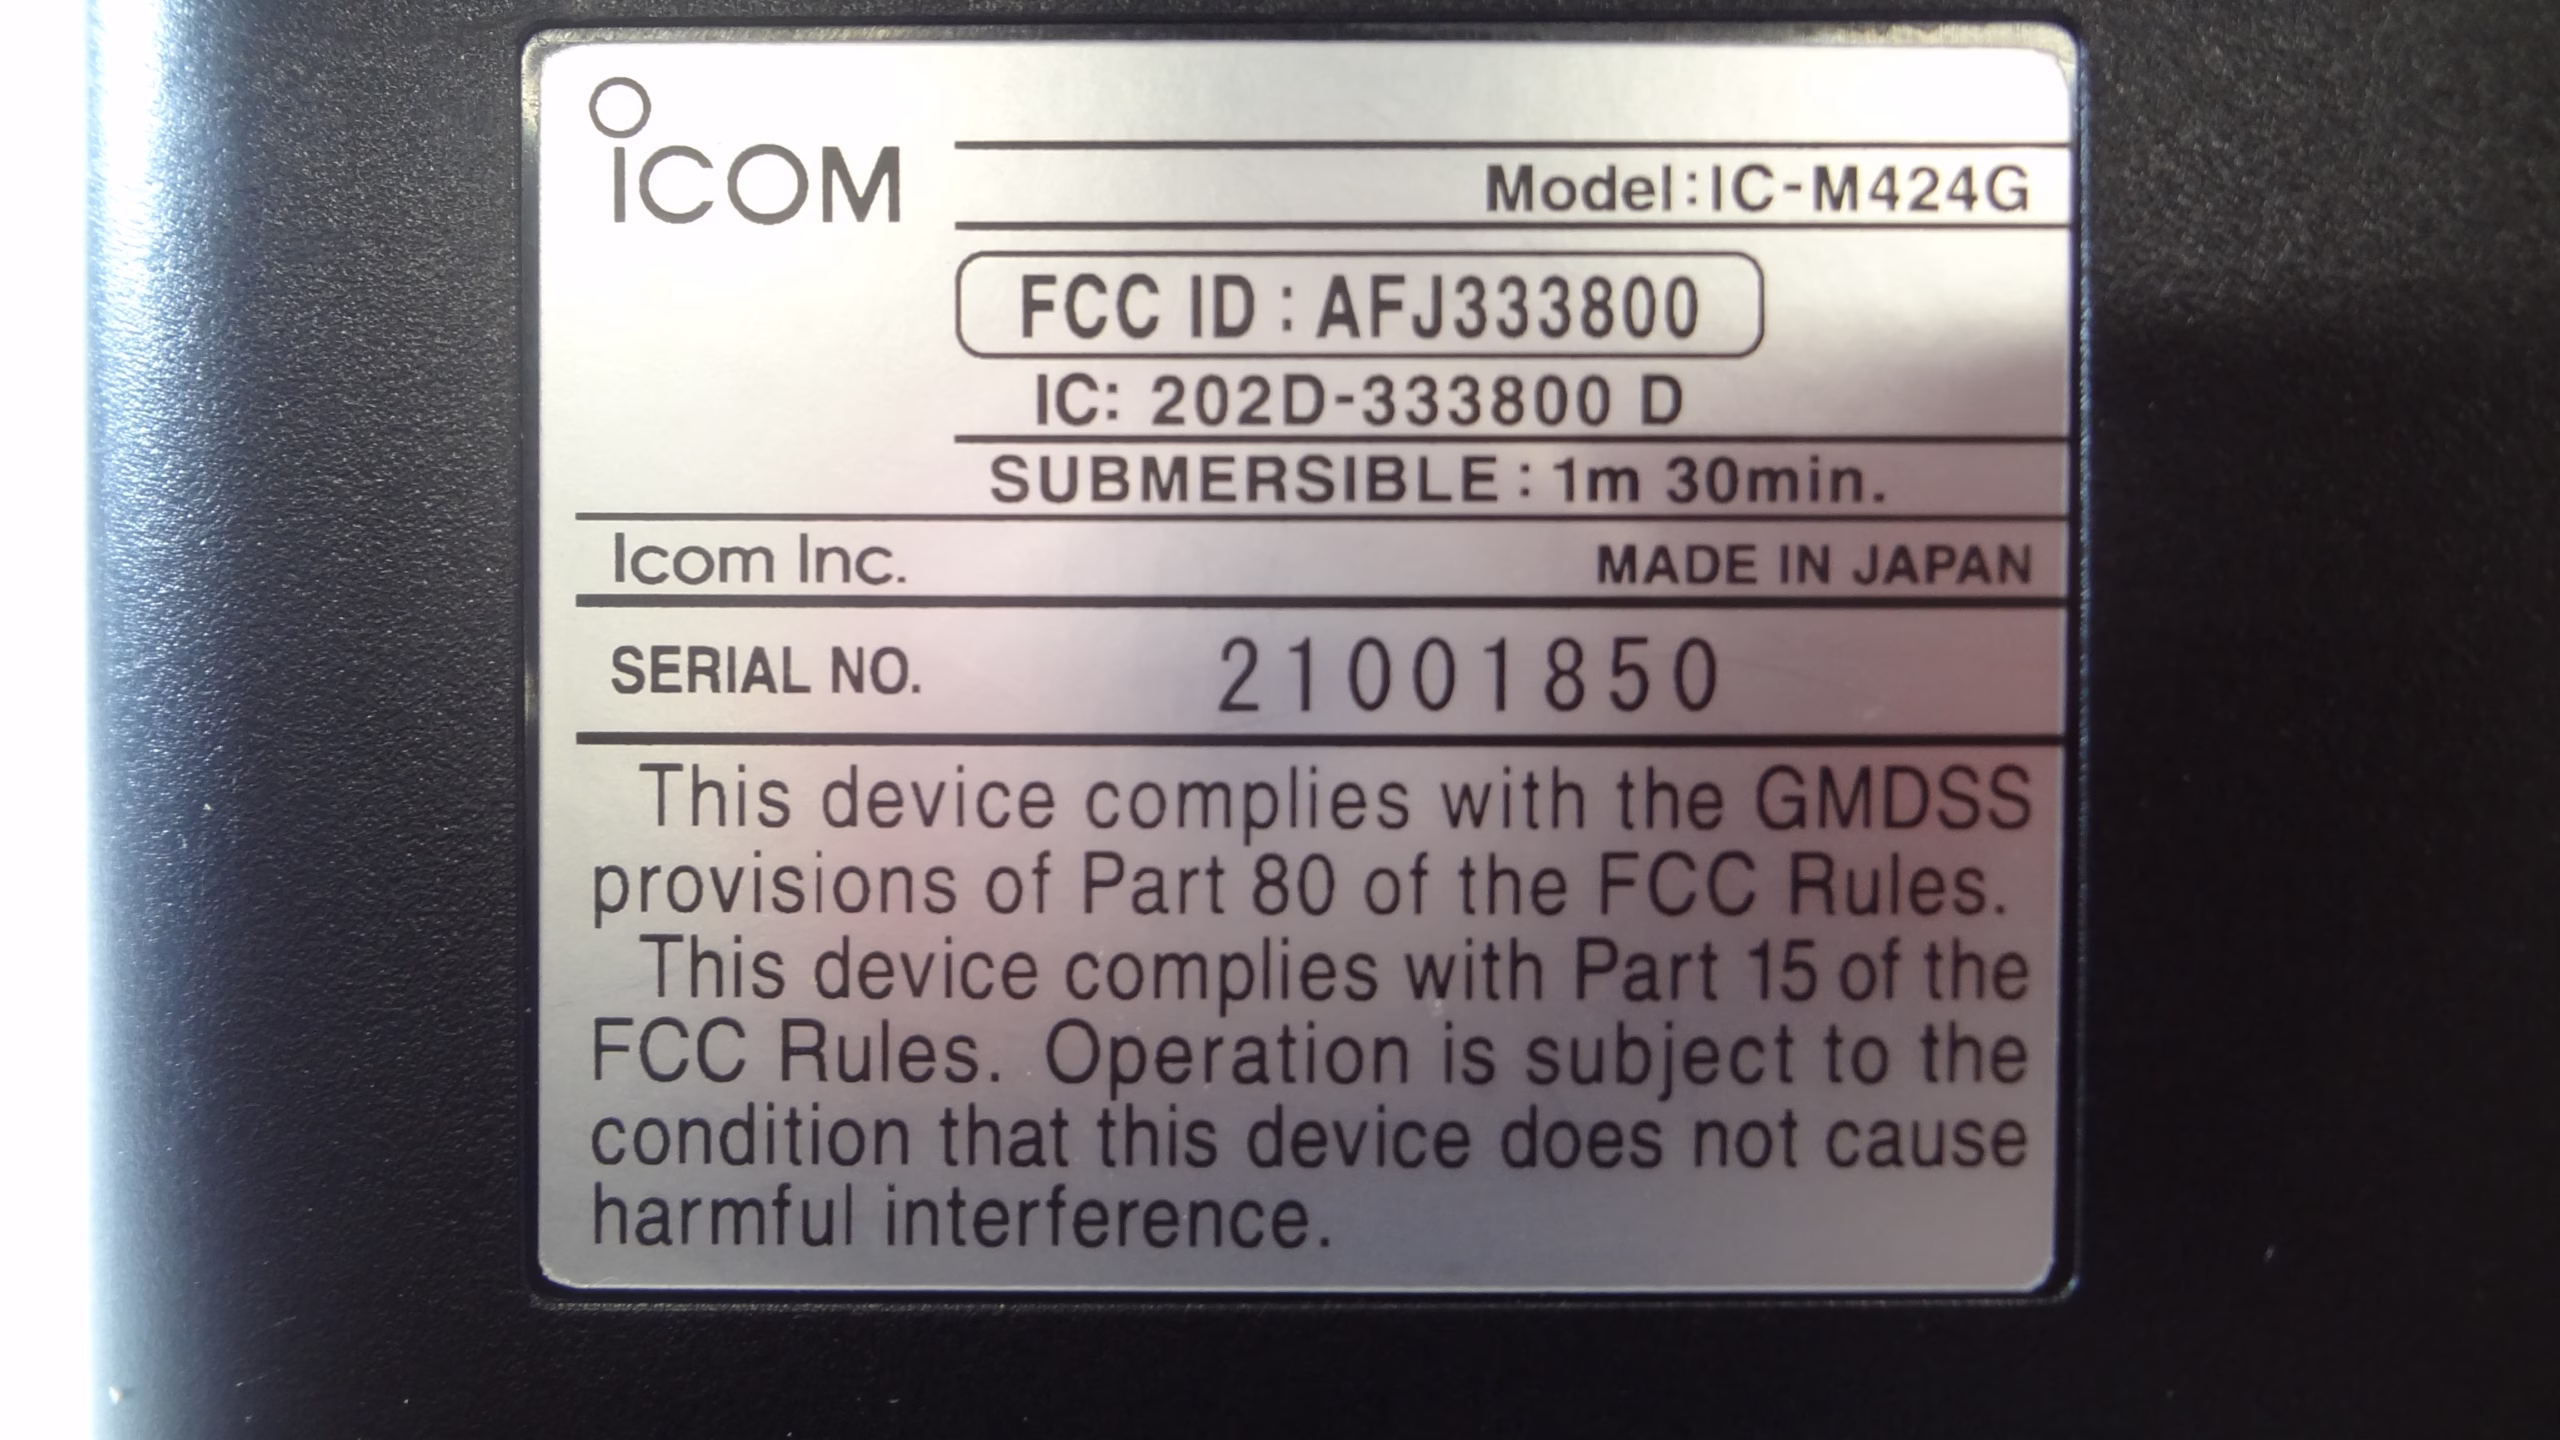 ICOM
Model:IC-M424G
FCC ID : AFJ333800
IC: 202D-333800 D
SUBMERSIBLE : 1m 30min.
Icom Inc. MADE IN JAPAN
SERIAL NO. 21001850
This device complies with the GMDSS
provisions of Part 80 of the FCC Rules.
This device complies with Part 15 of the
FCC Rules. Operation is subject to the
condition that this device does not cause
harmful interference.